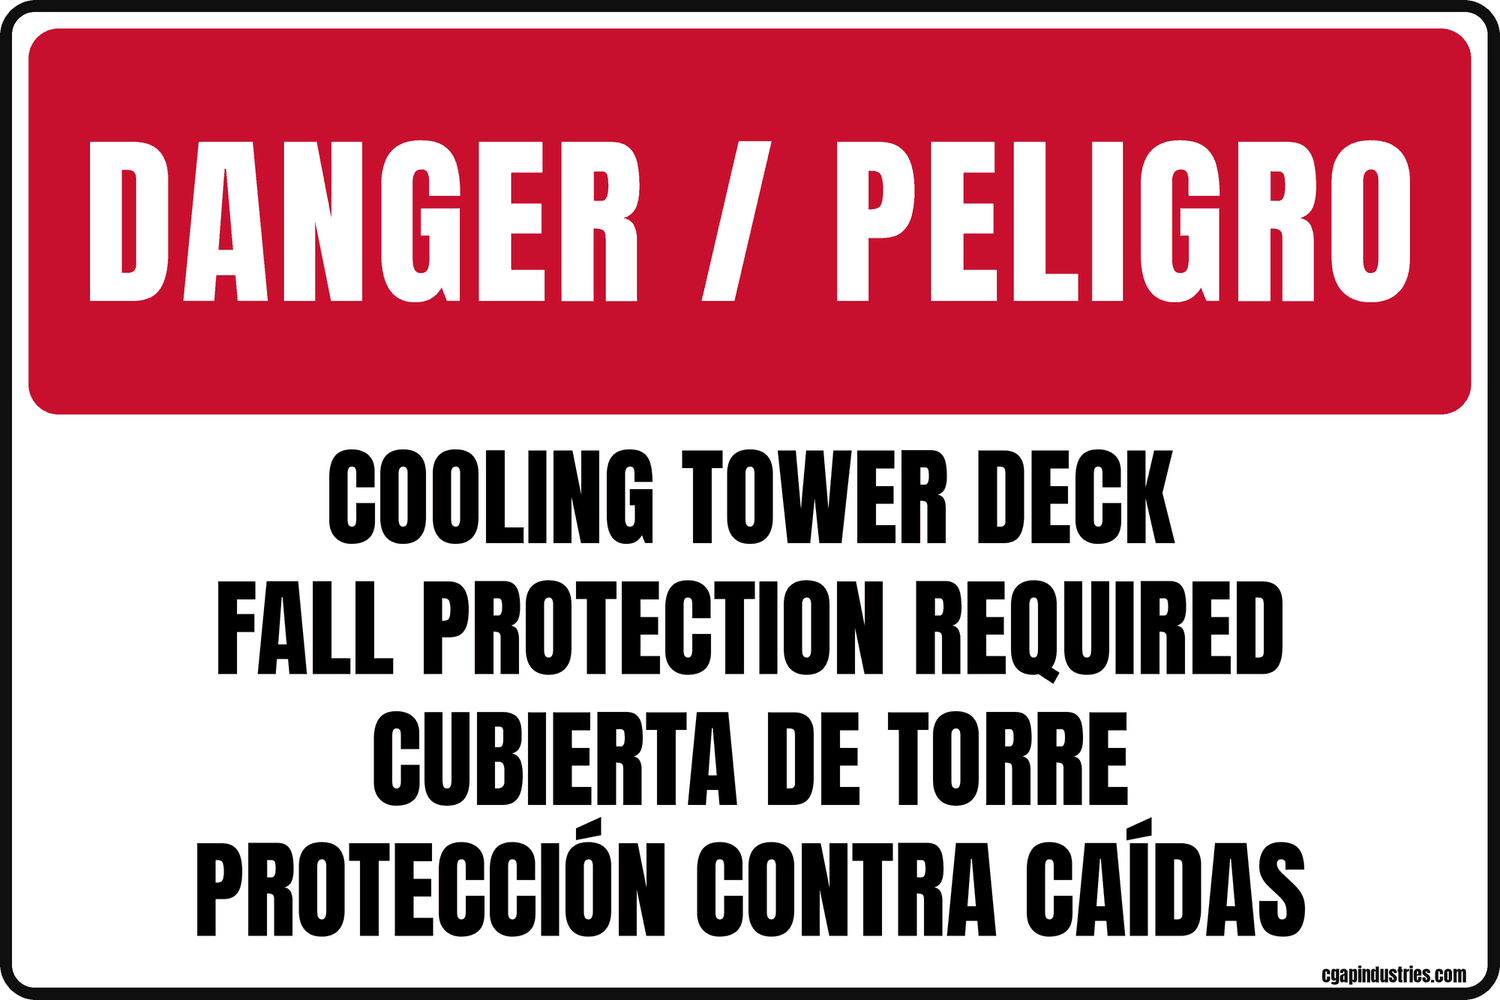 DANGER / PELIGRO
COOLING TOWER DECK
FALL PROTECTION REQUIRED
CUBIERTA DE TORRE
PROTECCIÓN CONTRA CAÍDAS
cgapindustries.com